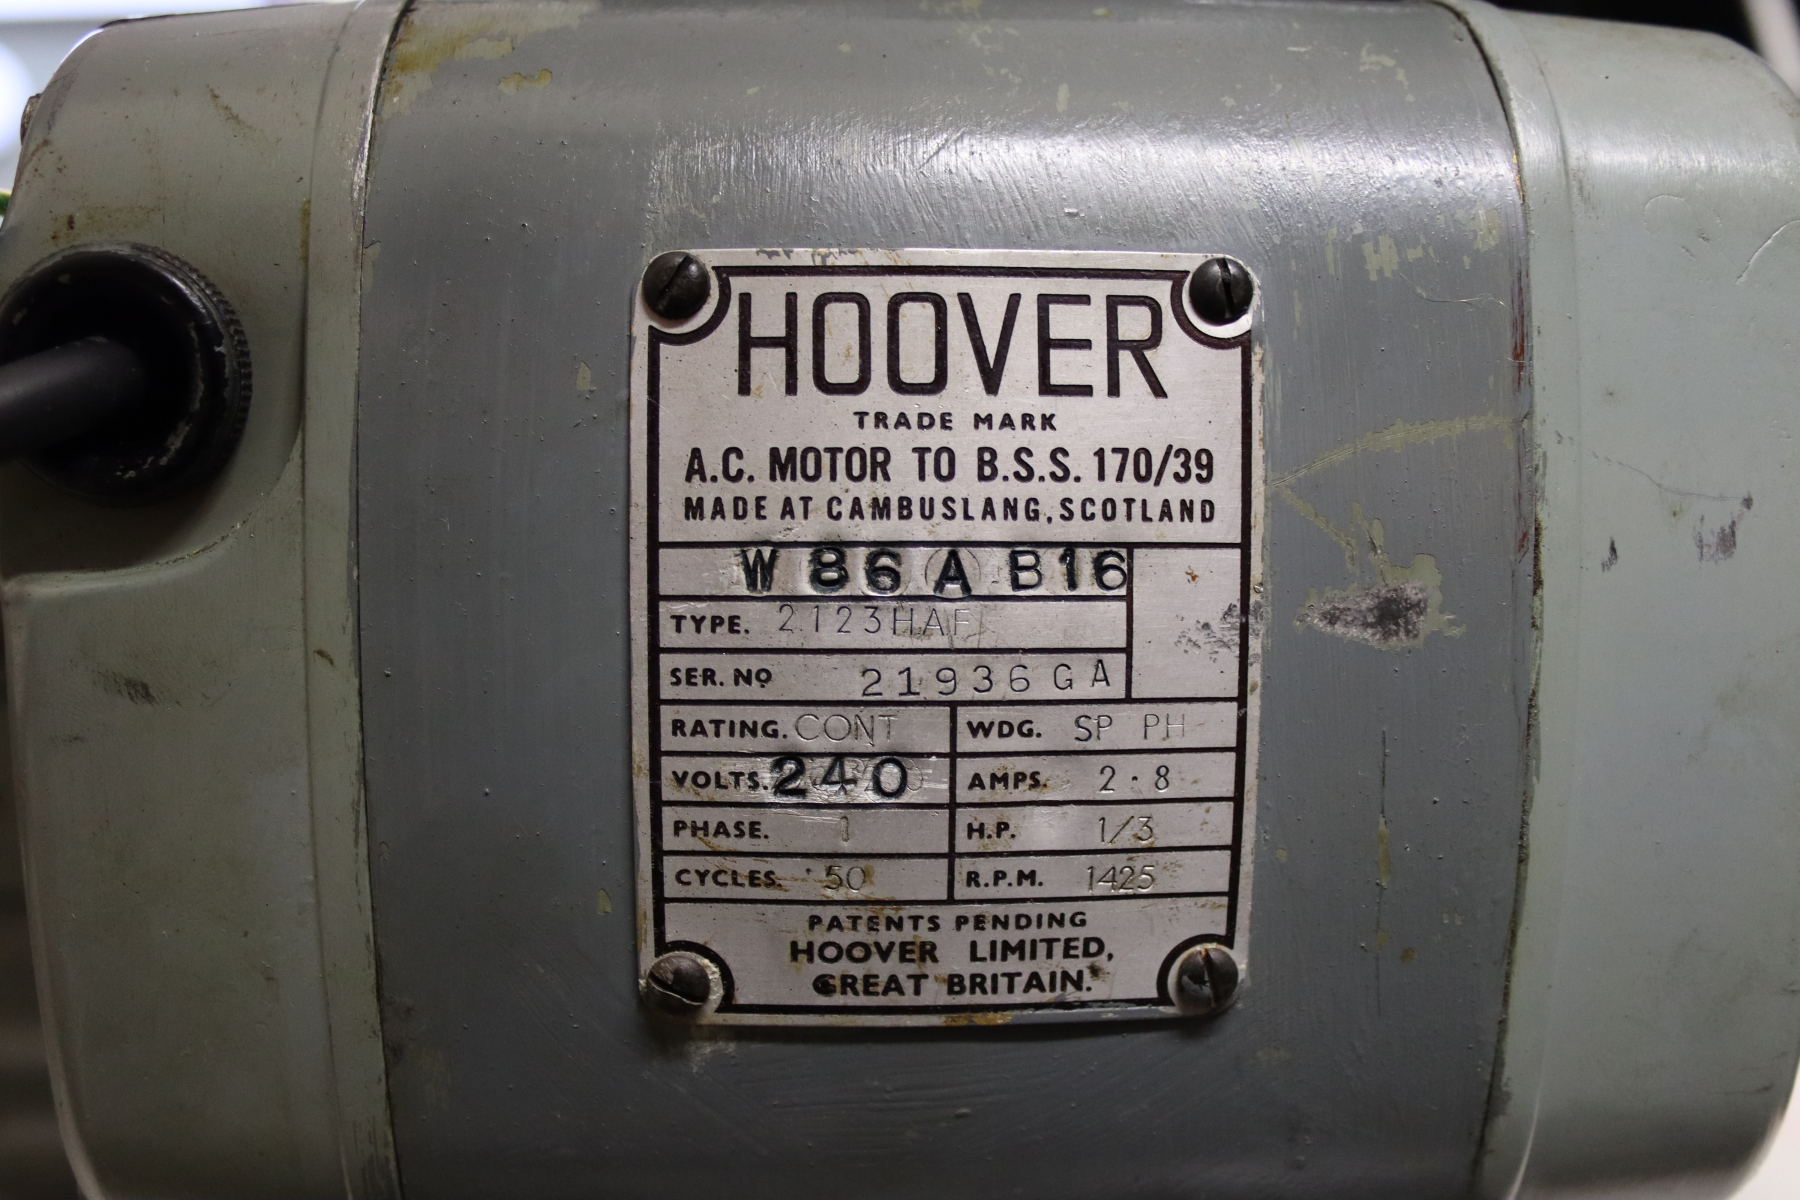 HOOVER
TRADE MARK
A.C. MOTOR TO B.S.S. 170/39
MADE AT CAMBUSLANG, SCOTLAND
W 86 A B16
TYPE. 2123HAF
SER. NO 21936 GA
RATING. CONT WDG. SP PH
VOLTS. 240 AMPS. 2.8
PHASE. 1 H.P. 1/3
CYCLES. 50 R.P.M. 1425
PATENTS PENDING
HOOVER LIMITED,
GREAT BRITAIN.